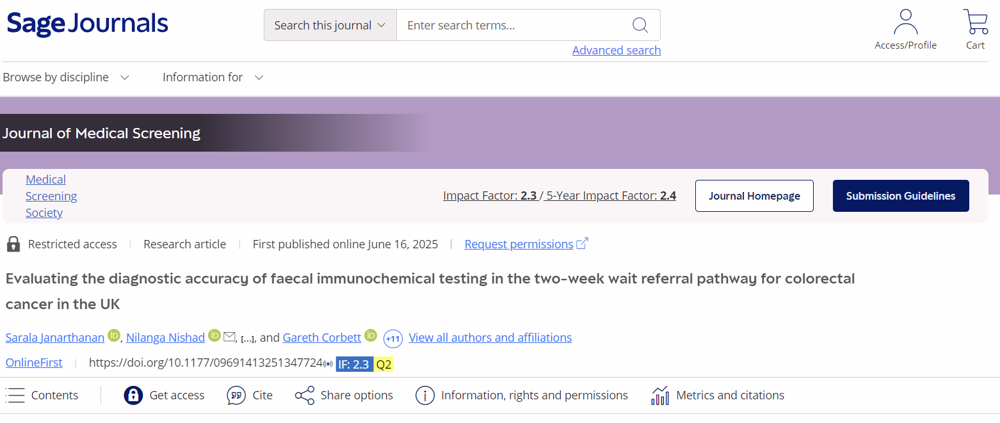 Sage Journals
Search this journal
Enter search terms...
Advanced search
Access/Profile
Cart
Browse by discipline
Information for
Journal of Medical Screening
Medical
Screening
Society
Impact Factor: 2.3 / 5-Year Impact Factor: 2.4
Journal Homepage
Submission Guidelines
Restricted access | Research article | First published online June 16, 2025 | Request permissions
Evaluating the diagnostic accuracy of faecal immunochemical testing in the two-week wait referral pathway for colorectal
cancer in the UK
Sarala Janarthanan iD, Nilanga Nishad iD, [...], and Gareth Corbett iD +11 View all authors and affiliations
OnlineFirst | https://doi.org/10.1177/09691413251347724 IF: 2.3 Q2
Contents
Get access
Cite
Share options
Information, rights and permissions
Metrics and citations